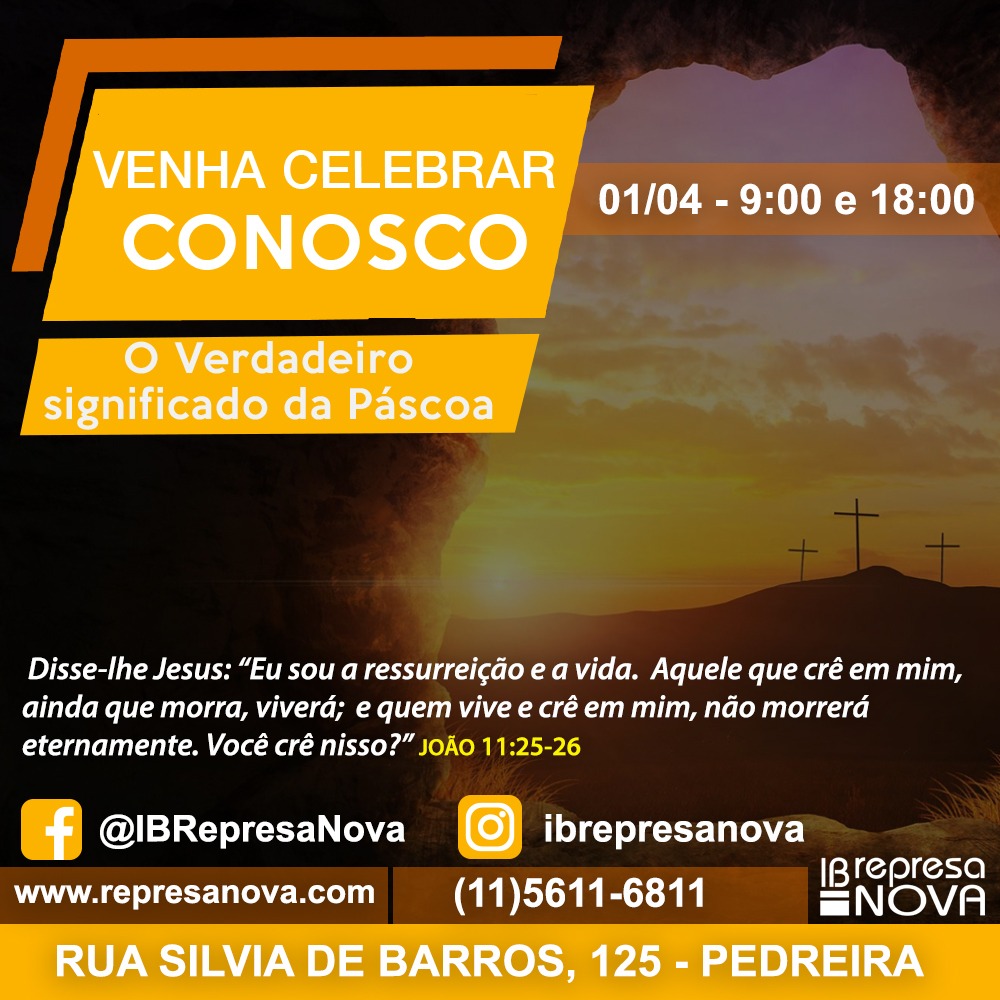 VENHA CELEBRAR
CONOSCO
01/04 - 9:00 e 18:00
O Verdadeiro
significado da Páscoa
Disse-lhe Jesus: “Eu sou a ressurreição e a vida. Aquele que crê em mim,
ainda que morra, viverá; e quem vive e crê em mim, não morrerá
eternamente. Você crê nisso?” JOÃO 11:25-26
@IBRepresaNova
ibrepresanova
www.represanova.com
(11)5611-6811
IB represa
NOVA
RUA SILVIA DE BARROS, 125 - PEDREIRA